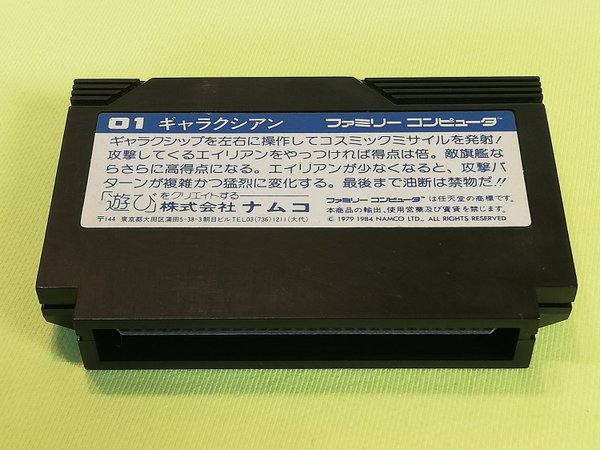 01 ギャラクシアン ファミリー コンピュータ™
ギャラクシップを左右に操作してコスミックミサイルを発射!
攻撃してくるエイリアンをやっつければ得点は倍。敵旗艦な
らさらに高得点になる。エイリアンが少なくなると、攻撃パ
ターンが複雑かつ猛烈に変化する。最後まで油断は禁物だ!!
「遊び」をクリエイトする
株式会社 ナムコ
〒144 東京都大田区蒲田5-38-3 朝日ビル TEL 03(736)1211(大代)
ファミリー コンピュータ™は任天堂の商標です。
本商品の輸出、使用営業及び賃貸を禁じます。
© 1979 1984 NAMCO LTD., ALL RIGHTS RESERVED